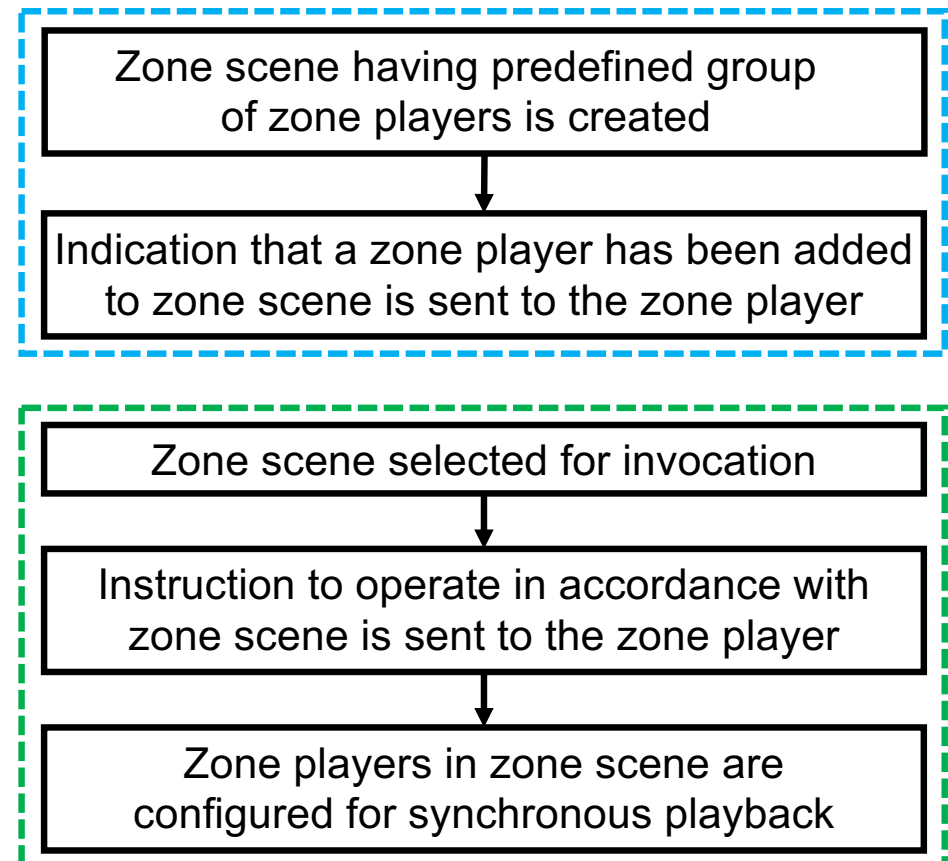 Zone scene having predefined group
of zone players is created
Indication that a zone player has been added
to zone scene is sent to the zone player
Zone scene selected for invocation
Instruction to operate in accordance with
zone scene is sent to the zone player
Zone players in zone scene are
configured for synchronous playback